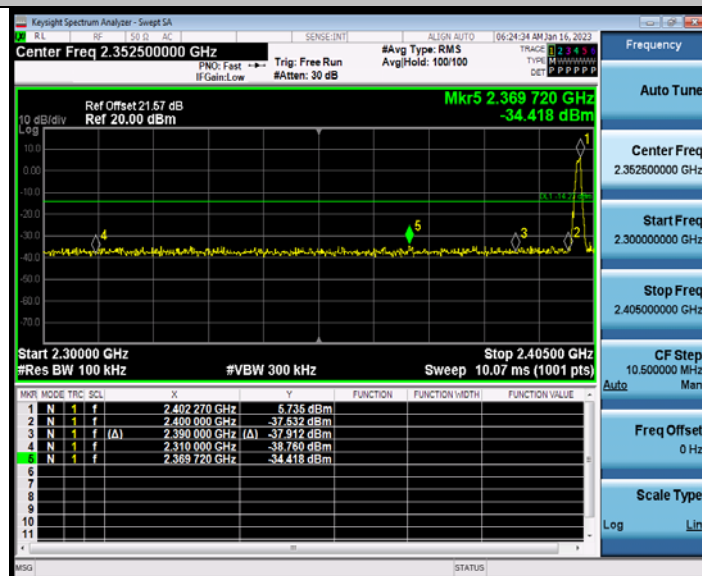 Keysight Spectrum Analyzer - Swept SA
RL RF 50 Ω AC SENSE:INT ALIGN AUTO 06:24:34 AM Jan 16, 2023
Center Freq 2.352500000 GHz
PNO: Fast
IFGain:Low
Trig: Free Run
#Atten: 30 dB
#Avg Type: RMS
Avg|Hold: 100/100
TRACE 1 2 3 4 5 6
TYPE M W W W W W
DET P P P P P P
Ref Offset 21.57 dB
Ref 20.00 dBm
10 dB/div
Log
Mkr5 2.369 720 GHz
-34.418 dBm
10.0
0.00
-10.0
-20.0
-30.0
-40.0
-50.0
-60.0
-70.0
1
2
3
4
5
Start 2.30000 GHz
Stop 2.40500 GHz
#Res BW 100 kHz
#VBW 300 kHz
Sweep 10.07 ms (1001 pts)
MKR MODE TRC SCL X Y FUNCTION FUNCTION WIDTH FUNCTION VALUE
1 N 1 f 2.402 270 GHz 5.735 dBm
2 N 1 f 2.400 000 GHz -37.532 dBm
3 N 1 f (Δ) 2.390 000 GHz (Δ) -37.912 dBm
4 N 1 f 2.310 000 GHz -38.760 dBm
5 N 1 f 2.369 720 GHz -34.418 dBm
6
7
8
9
10
11
MSG
STATUS
Frequency
Auto Tune
Center Freq
2.352500000 GHz
Start Freq
2.300000000 GHz
Stop Freq
2.405000000 GHz
CF Step
10.500000 MHz
Auto Man
Freq Offset
0 Hz
Scale Type
Log Lin